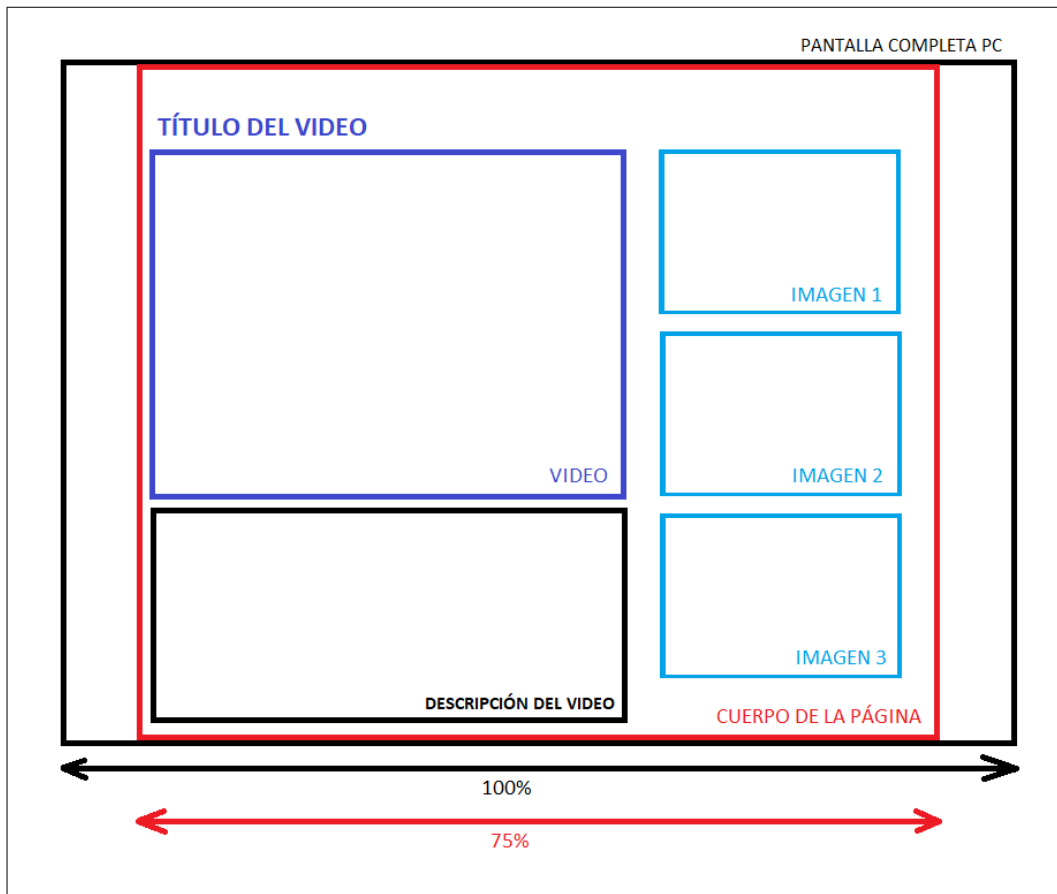 PANTALLA COMPLETA PC
TÍTULO DEL VIDEO
IMAGEN 1
VIDEO
IMAGEN 2
IMAGEN 3
DESCRIPCIÓN DEL VIDEO
CUERPO DE LA PÁGINA
100%
75%